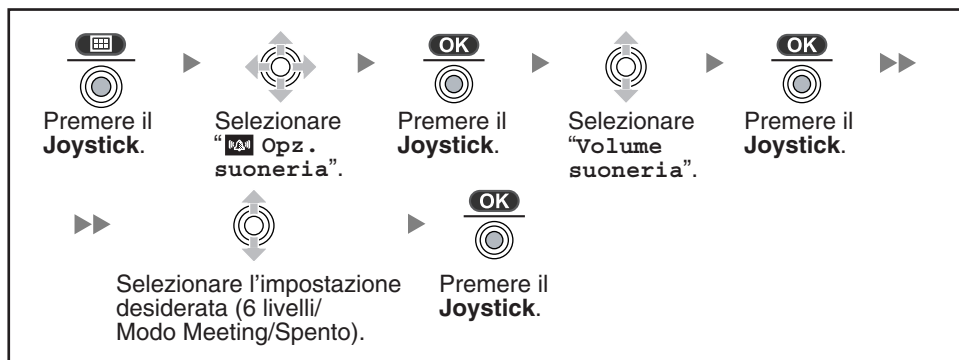 OK
OK
Premere il
Joystick.
Selezionare
“ Opz.
suoneria”.
Premere il
Joystick.
Selezionare
“Volume
suoneria”.
Premere il
Joystick.
OK
Selezionare l’impostazione
desiderata (6 livelli/
Modo Meeting/Spento).
Premere il
Joystick.